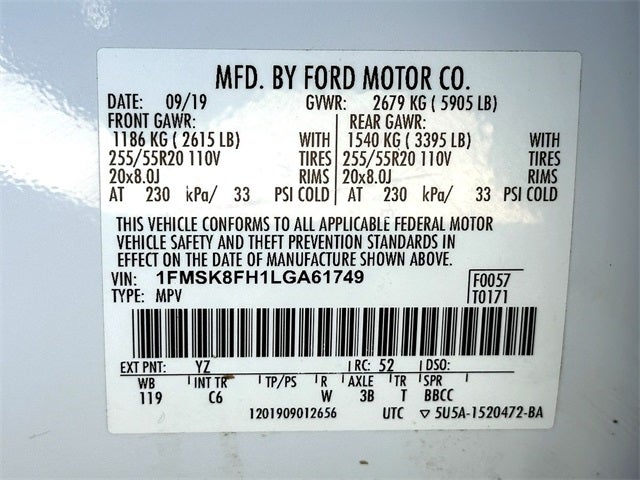 MFD. BY FORD MOTOR CO.
DATE: 09/19 GVWR: 2679 KG ( 5905 LB)
FRONT GAWR: REAR GAWR:
1186 KG ( 2615 LB) WITH 1540 KG ( 3395 LB) WITH
255/55R20 110V TIRES 255/55R20 110V TIRES
20x8.0J RIMS 20x8.0J RIMS
AT 230 kPa/ 33 PSI COLD AT 230 kPa/ 33 PSI COLD
THIS VEHICLE CONFORMS TO ALL APPLICABLE FEDERAL MOTOR
VEHICLE SAFETY AND THEFT PREVENTION STANDARDS IN
EFFECT ON THE DATE OF MANUFACTURE SHOWN ABOVE.
VIN: 1FMSK8FH1LGA61749 F0057
TYPE: MPV T0171
EXT PNT: YZ RC: 52 DSO:
WB INT TR TP/PS R AXLE TR SPR
119 C6 W 3B T BBCC
1201909012656 UTC ▽ 5U5A-1520472-BA